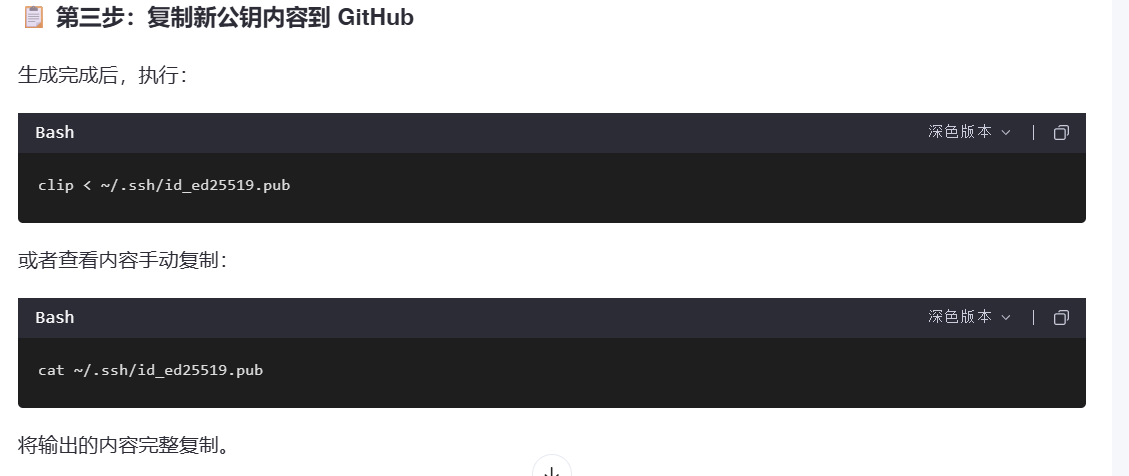 📋 第三步：复制新公钥内容到 GitHub
生成完成后，执行：
Bash 深色版本
clip < ~/.ssh/id_ed25519.pub
或者查看内容手动复制：
Bash 深色版本
cat ~/.ssh/id_ed25519.pub
将输出的内容完整复制。